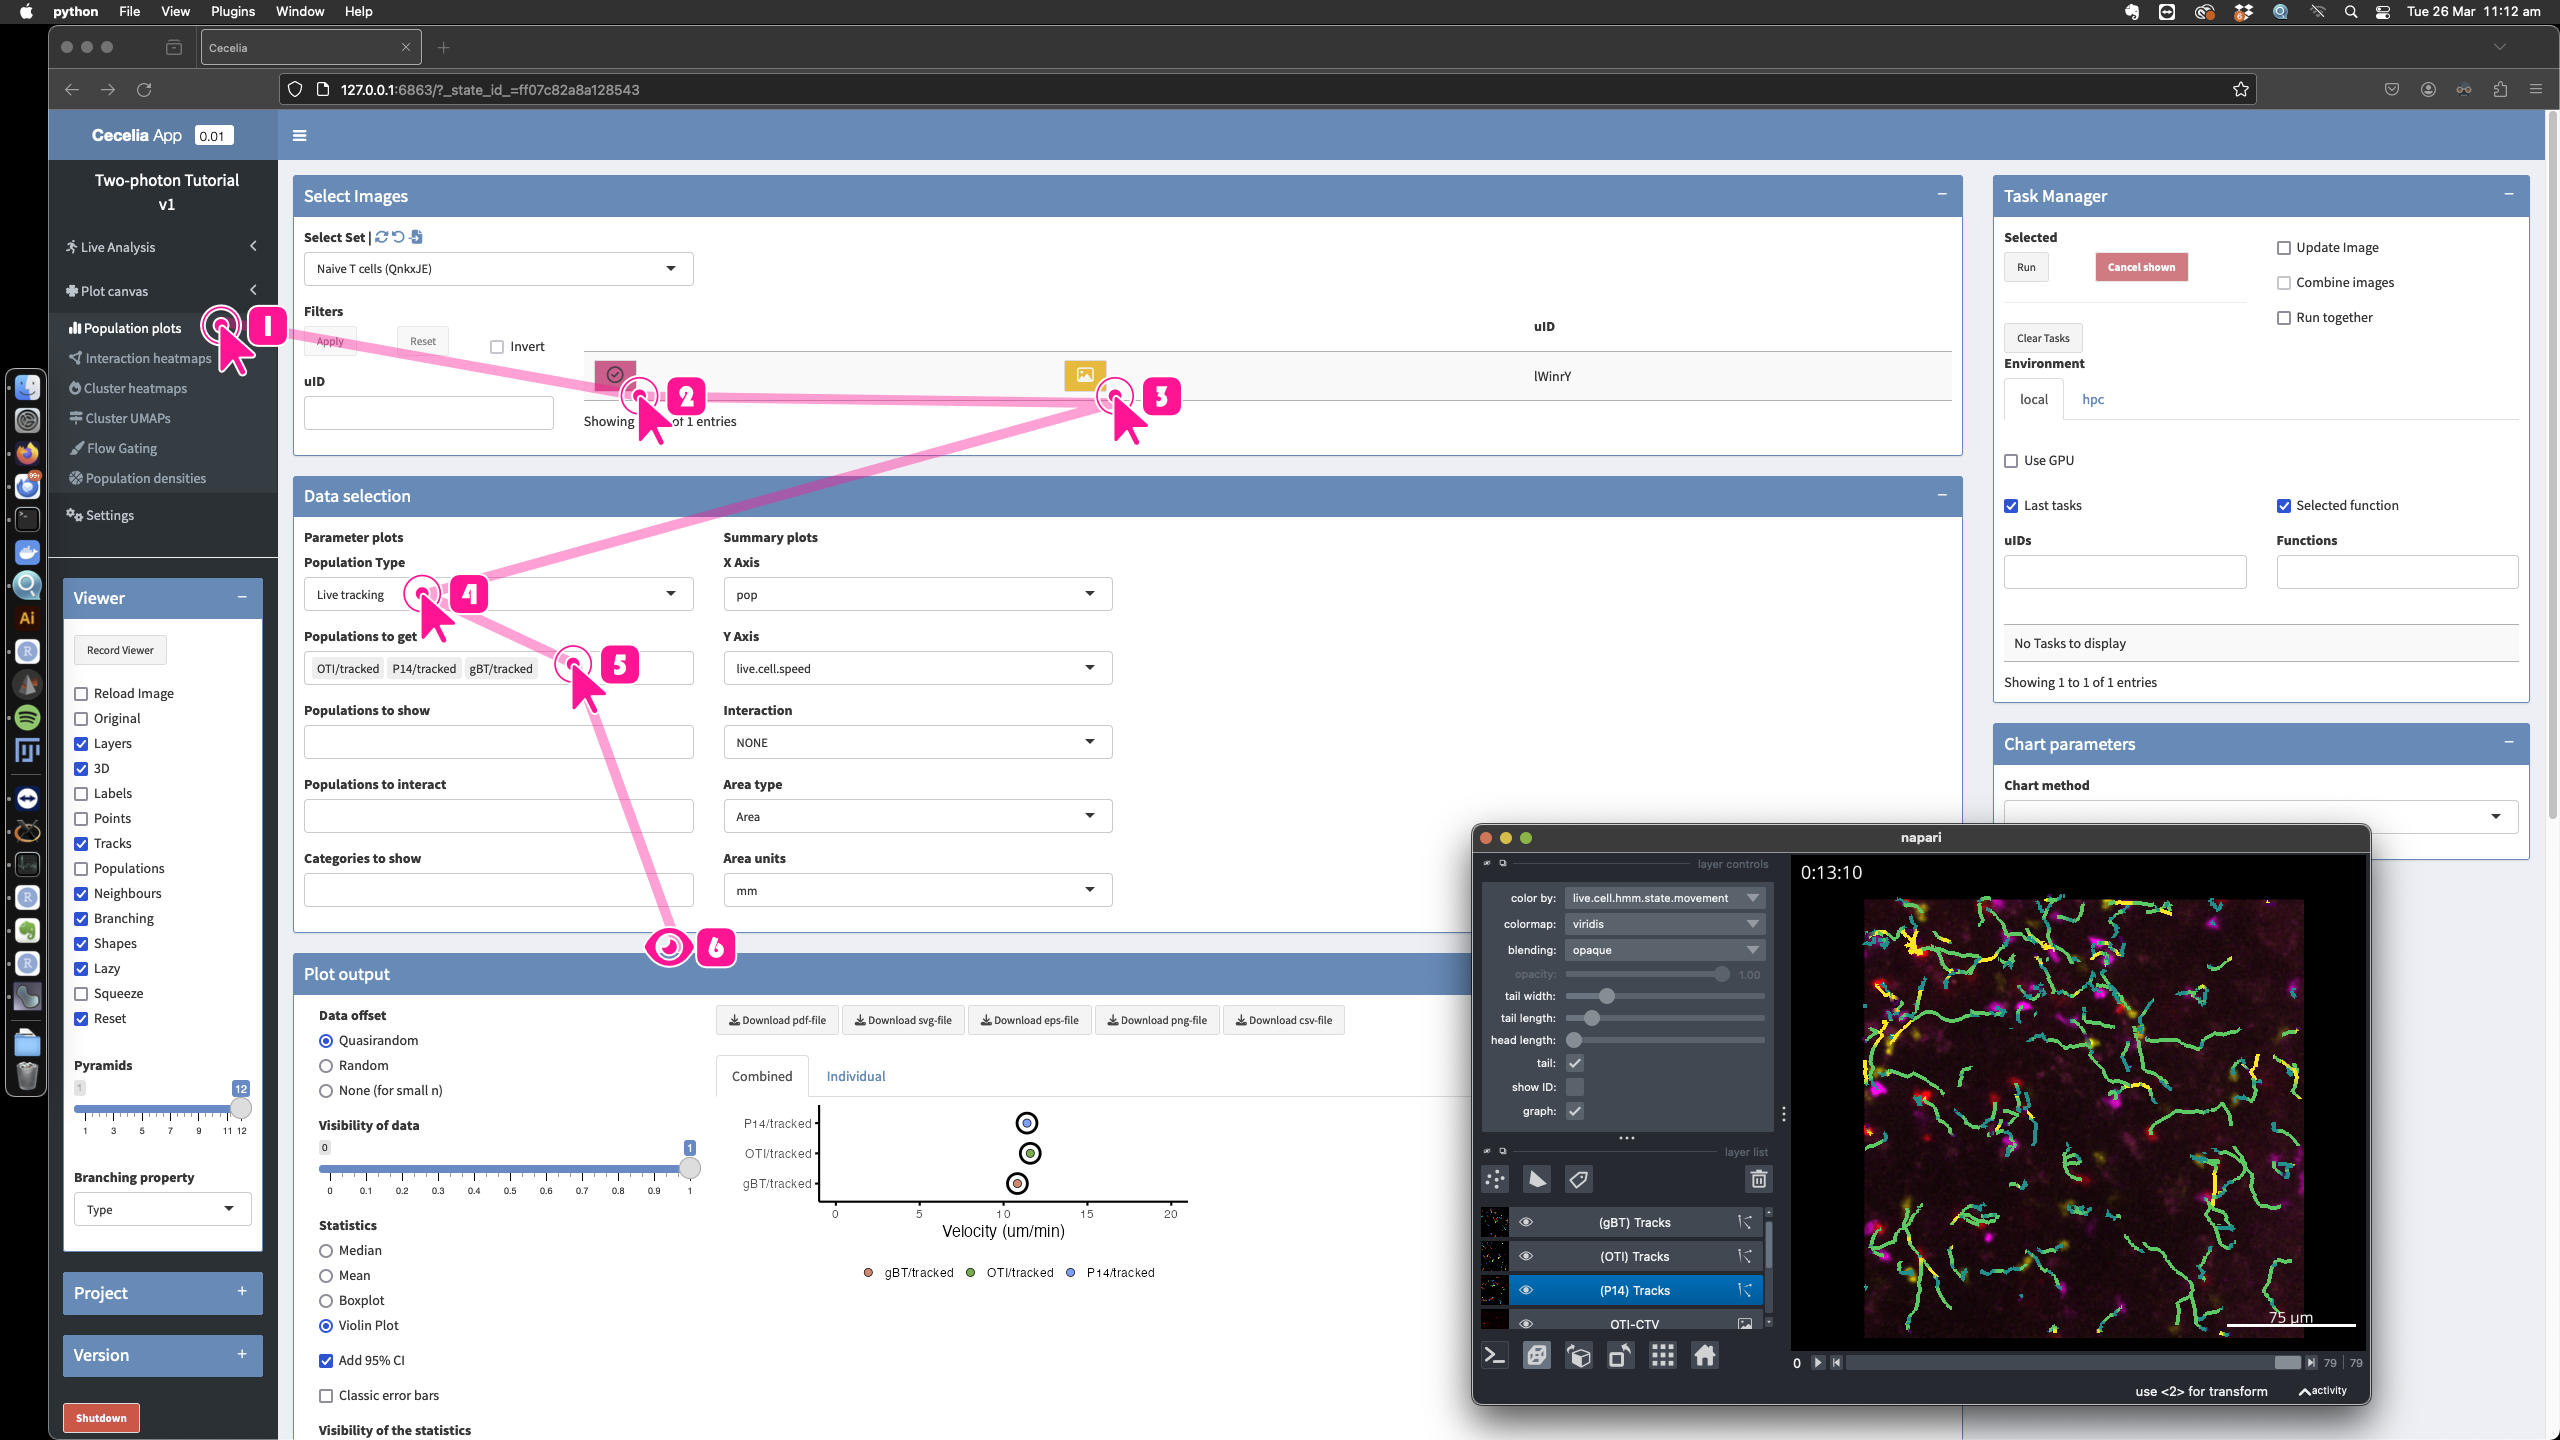 python File View Plugins Window Help
Tue 26 Mar 11:12 am
Cecelia
127.0.0.1:6863/?_state_id_=ff07c82a8a128543
Cecelia App 0.01
Two-photon Tutorial
v1
Live Analysis
Plot canvas
Population plots
Interaction heatmaps
Cluster heatmaps
Cluster UMAPs
Flow Gating
Population densities
Settings
Viewer
Record Viewer
Reload Image
Original
Layers
3D
Labels
Points
Tracks
Populations
Neighbours
Branching
Shapes
Lazy
Squeeze
Reset
Pyramids
1 12
1 3 5 7 9 11 12
Branching property
Type
Project
Version
Shutdown
Select Images
Select Set |
Naive T cells (QnkxJE)
Filters
Apply Reset Invert
uID
uID
lWinrY
Showing of 1 entries
1
2
3
4
5
6
Data selection
Parameter plots
Population Type
Live tracking
Populations to get
OTI/tracked P14/tracked gBT/tracked
Populations to show
Populations to interact
Categories to show
Summary plots
X Axis
pop
Y Axis
live.cell.speed
Interaction
NONE
Area type
Area
Area units
mm
Plot output
Data offset
Quasirandom
Random
None (for small n)
Visibility of data
0 1
0 0.1 0.2 0.3 0.4 0.5 0.6 0.7 0.8 0.9 1
Statistics
Median
Mean
Boxplot
Violin Plot
Add 95% CI
Classic error bars
Visibility of the statistics
Download pdf-file Download svg-file Download eps-file Download png-file Download csv-file
Combined Individual
P14/tracked
OTI/tracked
gBT/tracked
0 5 10 15 20
Velocity (um/min)
gBT/tracked OTI/tracked P14/tracked
Task Manager
Selected
Run Cancel shown
Update Image
Combine images
Run together
Clear Tasks
Environment
local hpc
Use GPU
Last tasks Selected function
uIDs Functions
No Tasks to display
Showing 1 to 1 of 1 entries
Chart parameters
Chart method
napari
layer controls
color by: live.cell.hmm.state.movement
colormap: viridis
blending: opaque
opacity: 1.00
tail width:
tail length:
head length:
tail:
show ID:
graph:
layer list
(gBT) Tracks
(OTI) Tracks
(P14) Tracks
OTI-CTV
0:13:10
75 µm
0 79 79
use <2> for transform activity
Ai
99+